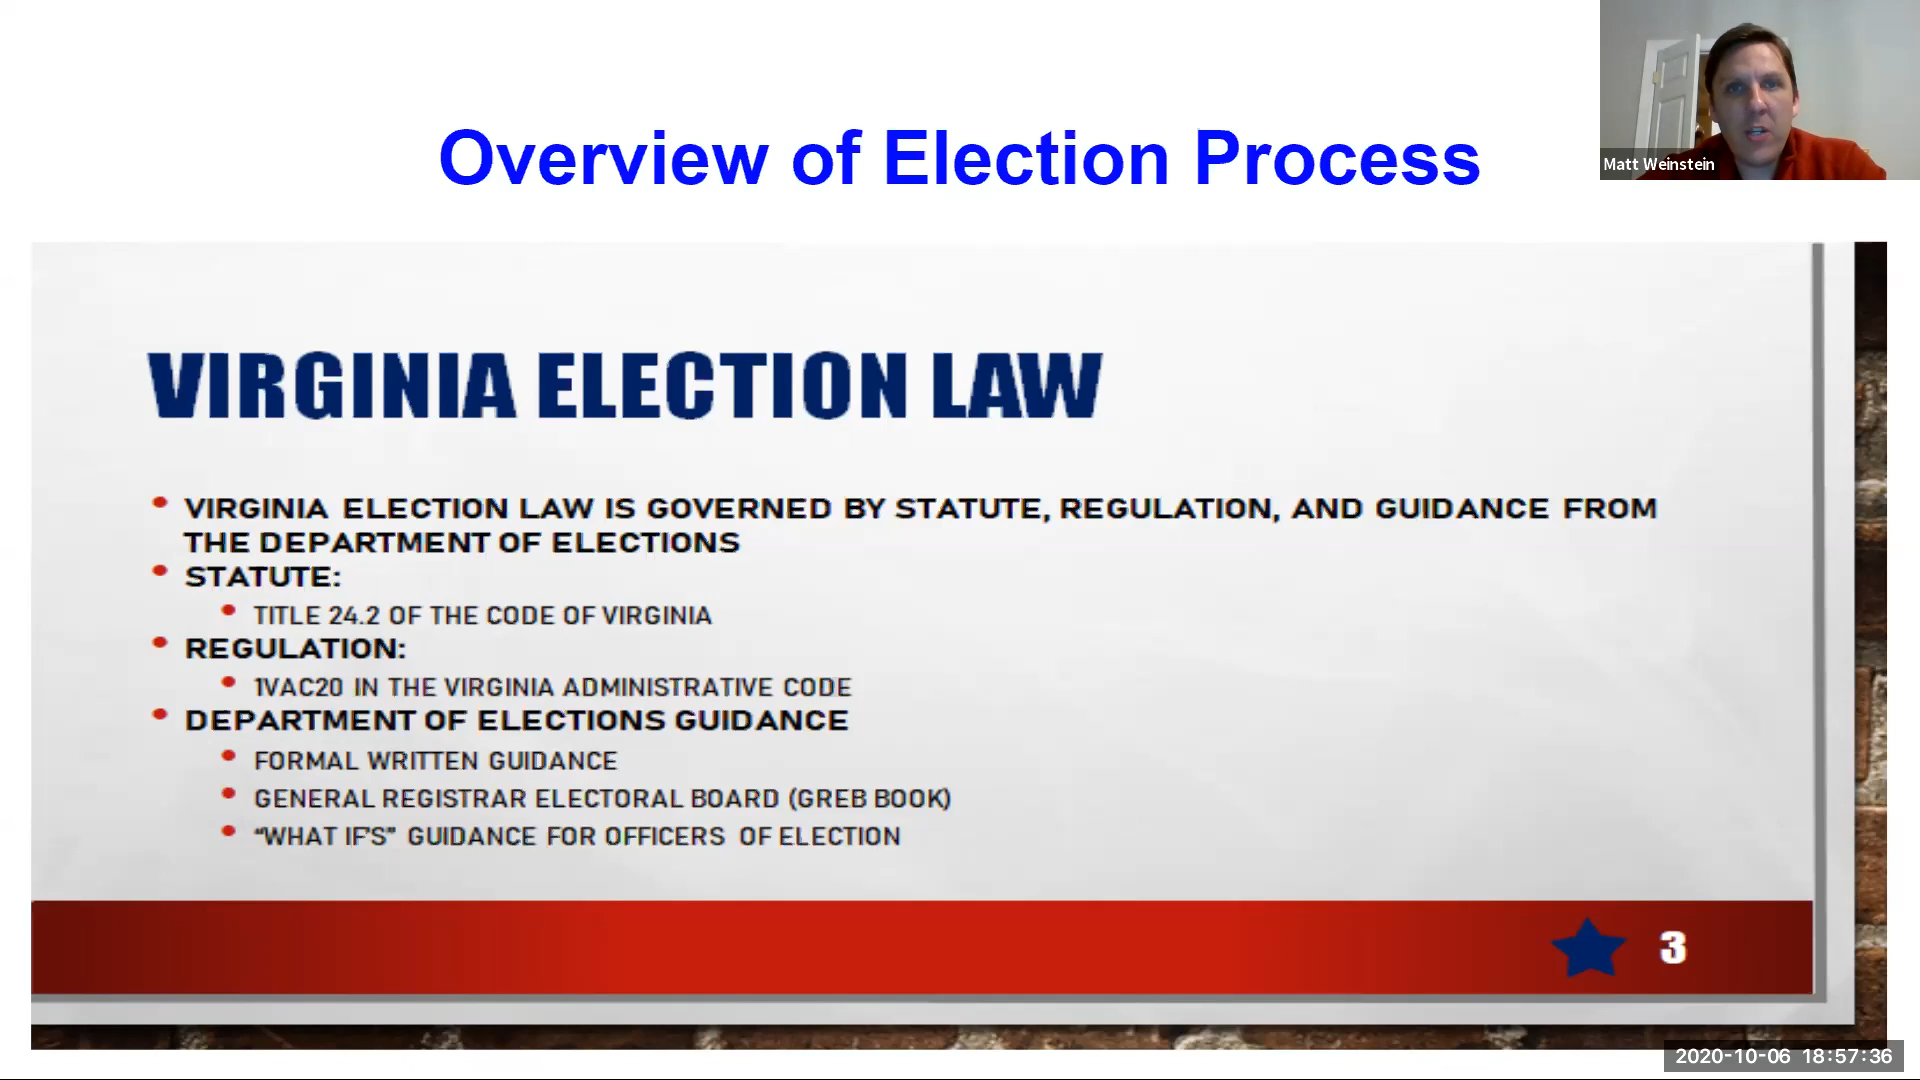 Overview of Election Process
Matt Weinstein
VIRGINIA ELECTION LAW
• VIRGINIA ELECTION LAW IS GOVERNED BY STATUTE, REGULATION, AND GUIDANCE FROM
THE DEPARTMENT OF ELECTIONS
• STATUTE:
• TITLE 24.2 OF THE CODE OF VIRGINIA
• REGULATION:
• 1VAC20 IN THE VIRGINIA ADMINISTRATIVE CODE
• DEPARTMENT OF ELECTIONS GUIDANCE
• FORMAL WRITTEN GUIDANCE
• GENERAL REGISTRAR ELECTORAL BOARD (GREB BOOK)
• “WHAT IF'S” GUIDANCE FOR OFFICERS OF ELECTION
3
2020-10-06 18:57:36